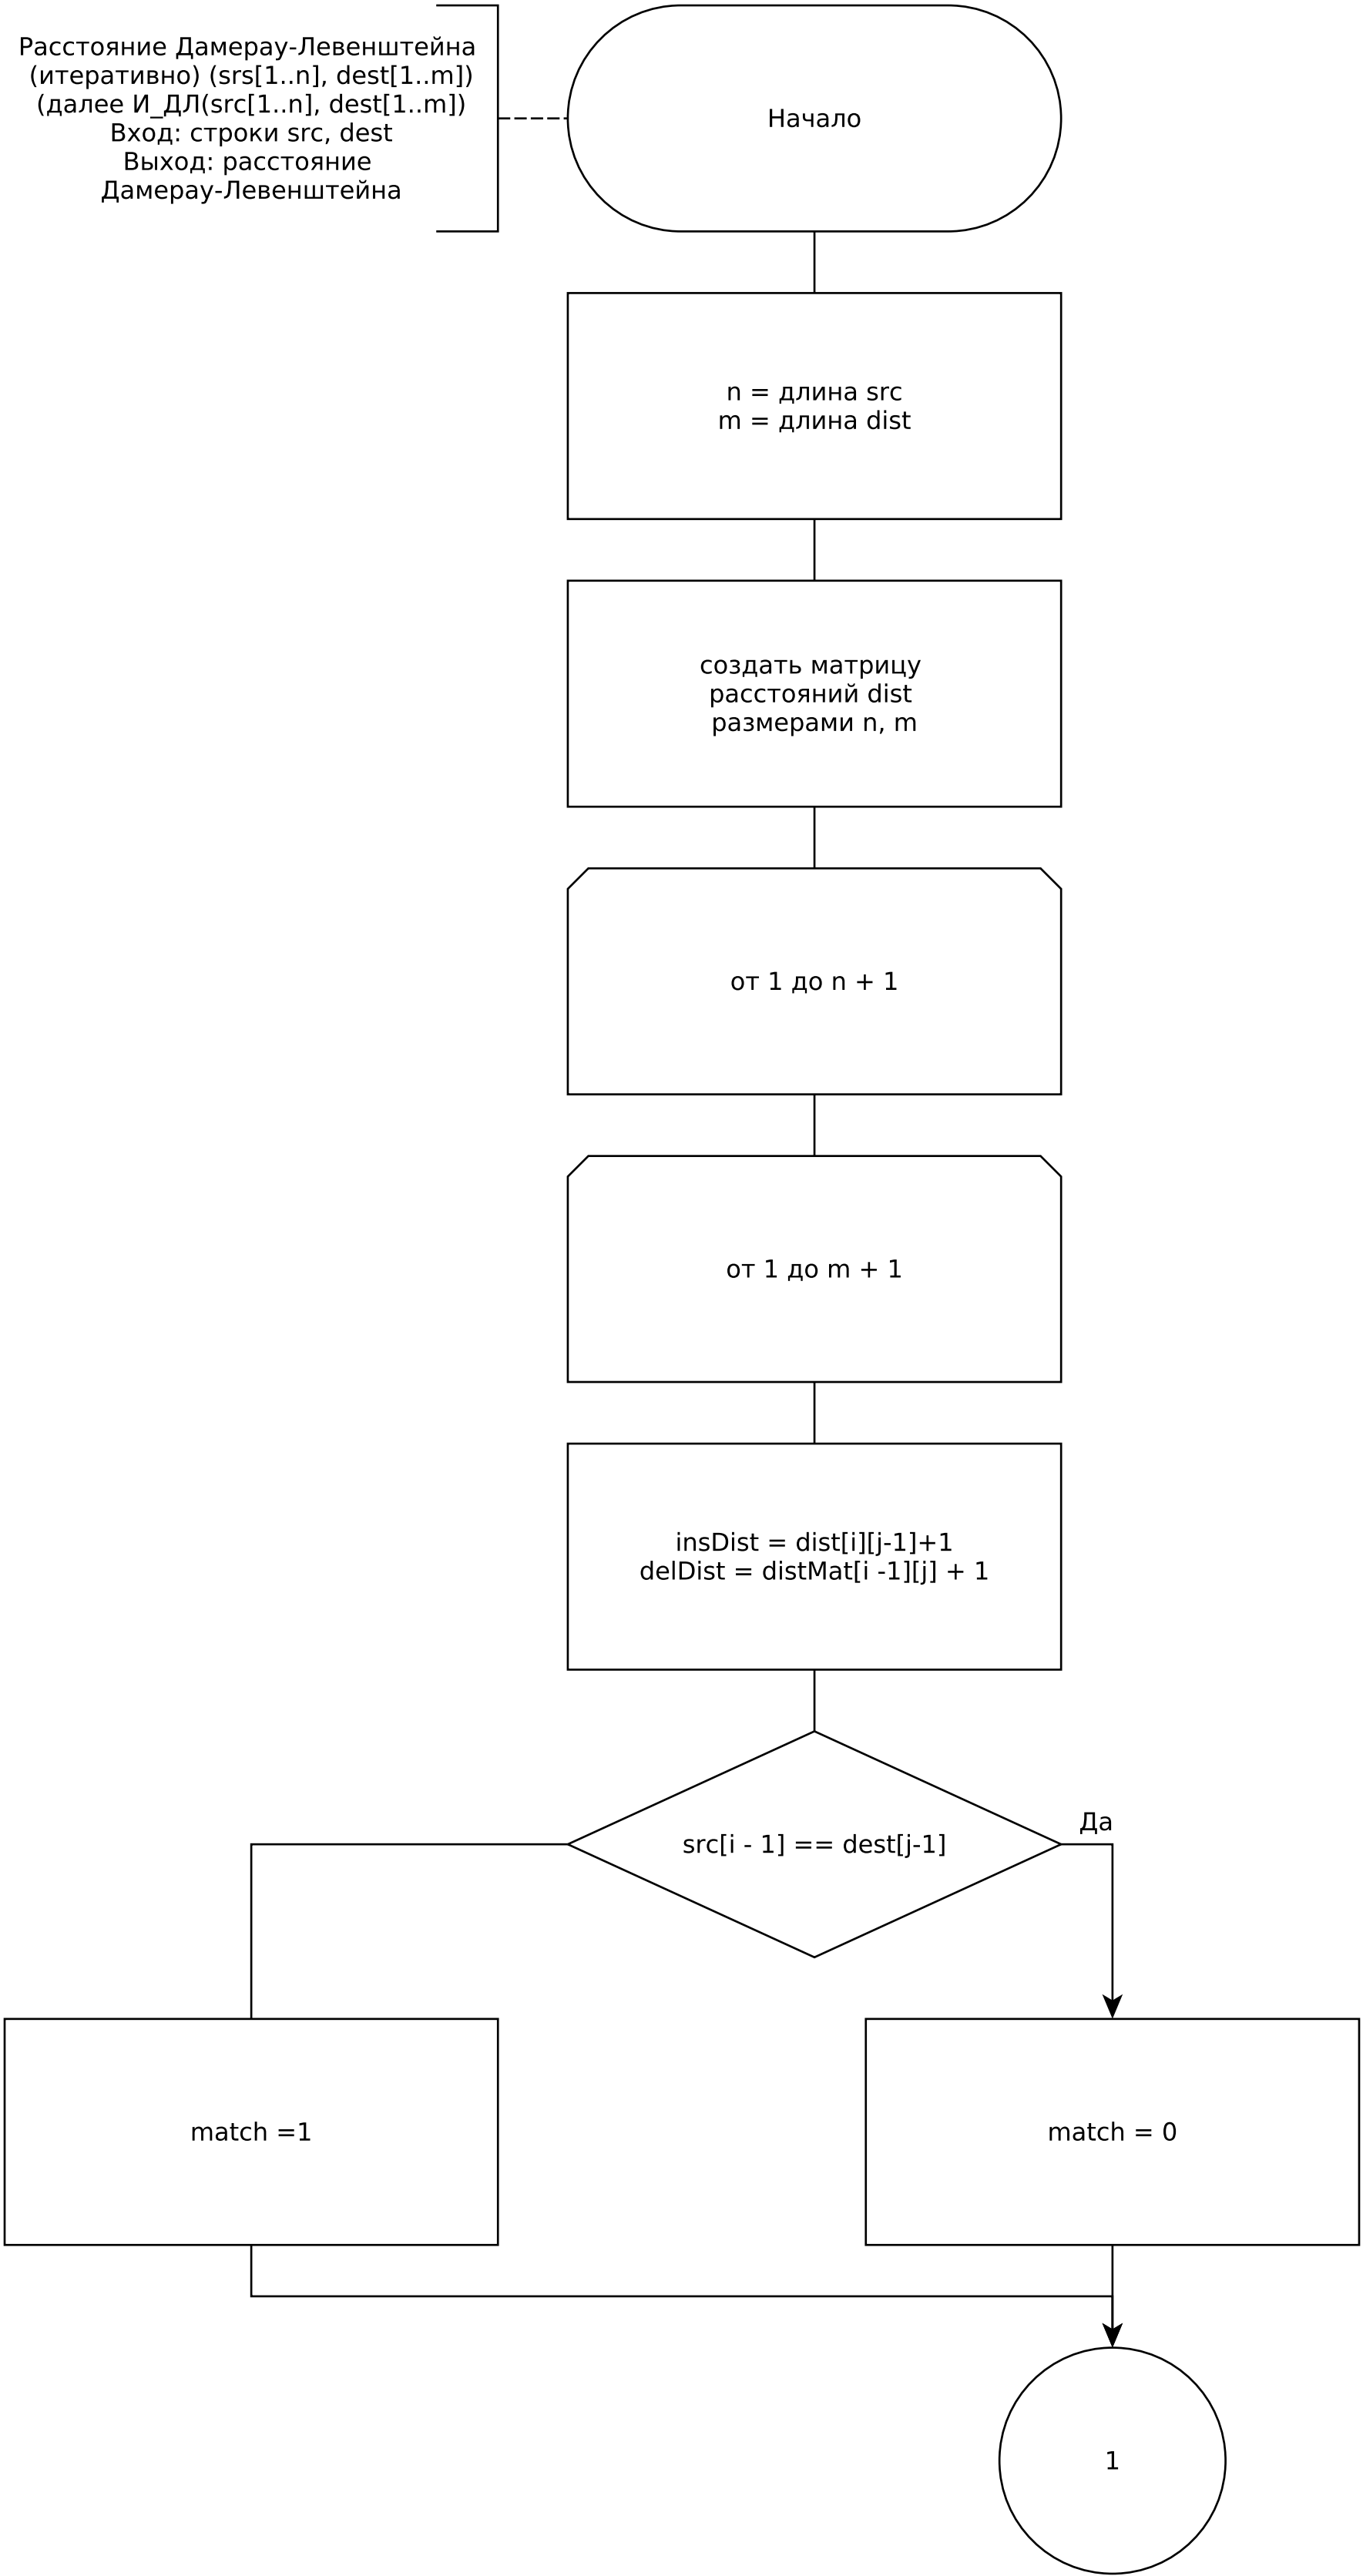 Расстояние Дамерау-Левенштейна
(итеративно) (srs[1..n], dest[1..m])
(далее И_ДЛ(src[1..n], dest[1..m])
Вход: строки src, dest
Выход: расстояние
Дамерау-Левенштейна
Начало
n = длина src
m = длина dist
создать матрицу
расстояний dist
размерами n, m
от 1 до n + 1
от 1 до m + 1
insDist = dist[i][j-1]+1
delDist = distMat[i -1][j] + 1
src[i - 1] == dest[j-1]
Да
match =1
match = 0
1